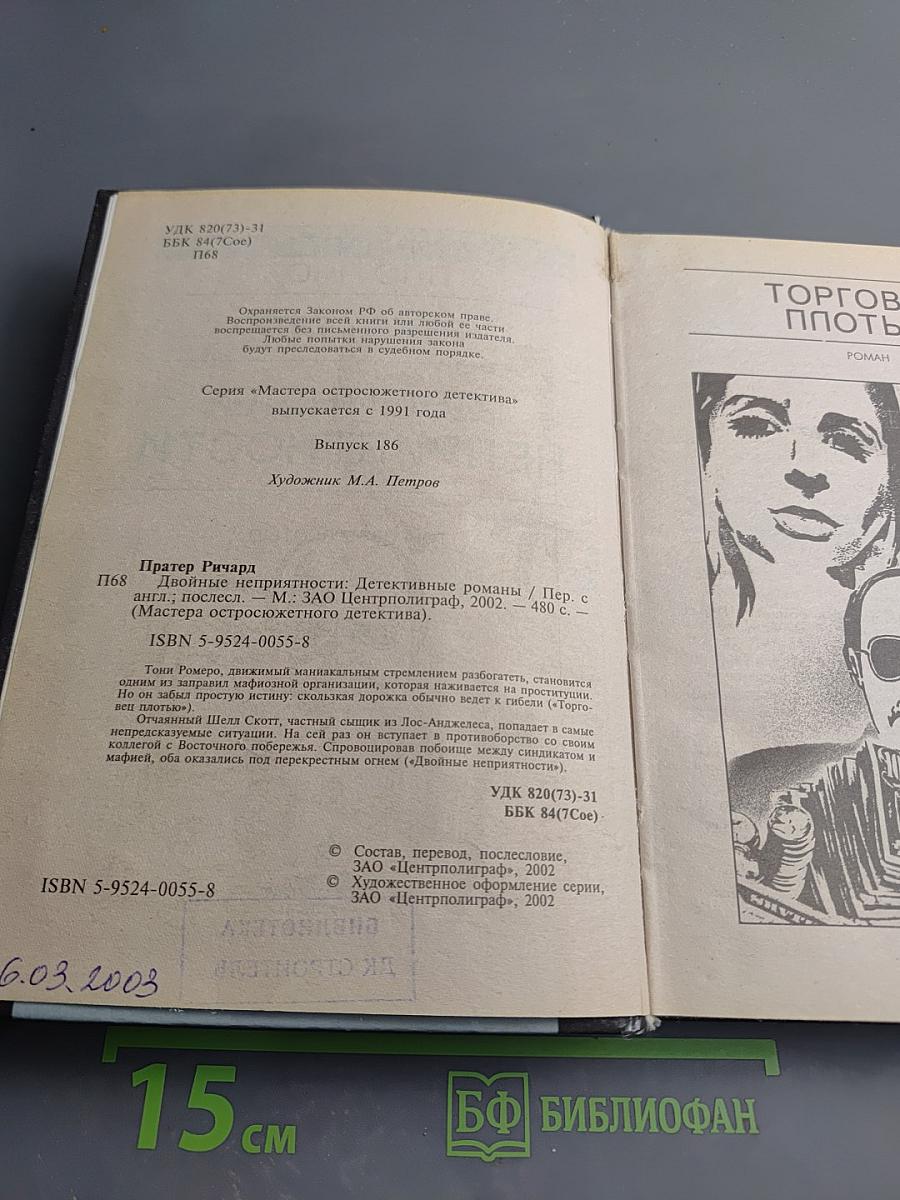 УДК 820(73)-31
ББК 84(7Сое)
П68
Охраняется Законом РФ об авторском праве.
Воспроизведение всей книги или любой ее части
воспрещается без письменного разрешения издателя.
Любые попытки нарушения закона
будут преследоваться в судебном порядке.
Серия «Мастера остросюжетного детектива»
выпускается с 1991 года
Выпуск 186
Художник М.А. Петров
Пратер Ричард
П68 Двойные неприятности: Детективные романы / Пер. с
англ.; послесл. — М.: ЗАО Центрполиграф, 2002. — 480 с. —
(Мастера остросюжетного детектива).
ISBN 5-9524-0055-8
Тони Ромеро, движимый маниакальным стремлением разбогатеть, становится
одним из заправил мафиозной организации, которая наживается на проституции.
Но он забыл простую истину: скользкая дорожка обычно ведет к гибели («Торго-
вец плотью»).
Отчаянный Шелл Скотт, частный сыщик из Лос-Анджелеса, попадает в самые
непредсказуемые ситуации. На сей раз он вступает в противоборство со своим
коллегой с Восточного побережья. Спровоцировав побоище между синдикатом и
мафией, оба оказались под перекрестным огнем («Двойные неприятности»).
УДК 820(73)-31
ББК 84(7Сое)
© Состав, перевод, послесловие,
ЗАО «Центрполиграф», 2002
© Художественное оформление серии,
ЗАО «Центрполиграф», 2002
ISBN 5-9524-0055-8
БИБЛИОТЕКА
ДК СТРОИТЕЛЬ
6.03.2003
ТОРГОВ
ПЛОТЬ
РОМАН
15 см
БФ БИБЛИОФАН